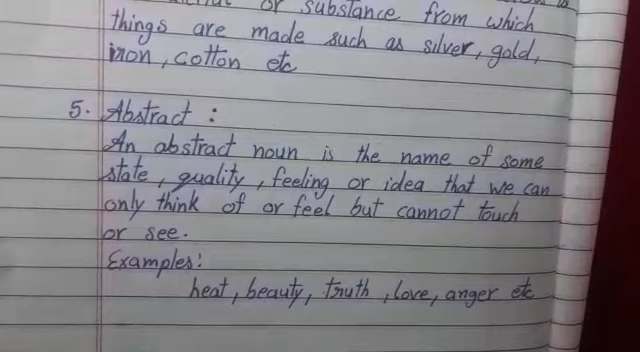 or substance from which
things are made such as silver, gold,
iron, cotton etc
5. Abstract :
An abstract noun is the name of some
state, quality, feeling or idea that we can
only think of or feel but cannot touch
or see.
Examples:
heat, beauty, truth, love, anger etc